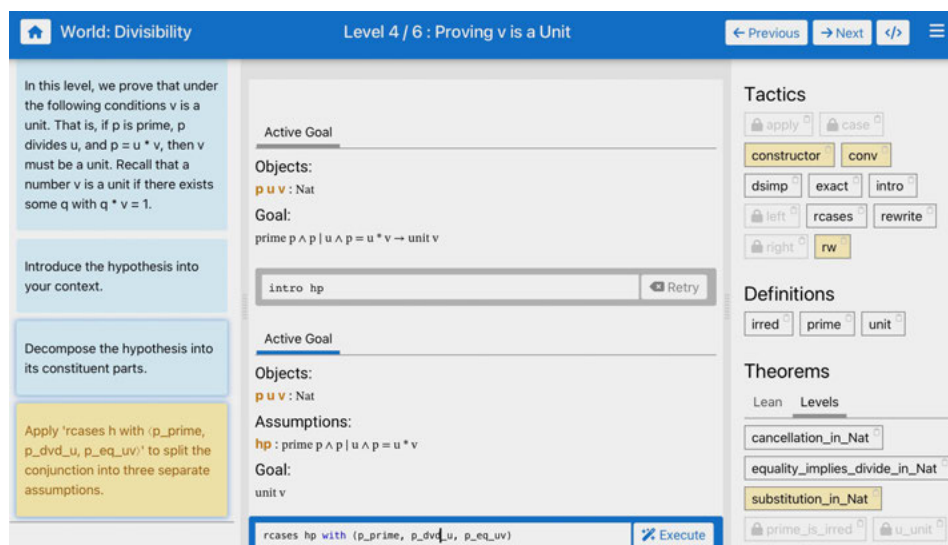 World: Divisibility
Level 4 / 6 : Proving v is a Unit
← Previous
→ Next
</>
In this level, we prove that under
the following conditions v is a
unit. That is, if p is prime, p
divides u, and p = u * v, then v
must be a unit. Recall that a
number v is a unit if there exists
some q with q * v = 1.
Introduce the hypothesis into
your context.
Decompose the hypothesis into
its constituent parts.
Apply 'rcases h with ⟨p_prime,
p_dvd_u, p_eq_uv⟩' to split the
conjunction into three separate
assumptions.
Active Goal
Objects:
p u v : Nat
Goal:
prime p ∧ p | u ∧ p = u * v → unit v
intro hp
Retry
Active Goal
Objects:
p u v : Nat
Assumptions:
hp : prime p ∧ p | u ∧ p = u * v
Goal:
unit v
rcases hp with ⟨p_prime, p_dvd_u, p_eq_uv⟩
Execute
Tactics
apply
case
constructor
conv
dsimp
exact
intro
left
rcases
rewrite
right
rw
Definitions
irred
prime
unit
Theorems
Lean
Levels
cancellation_in_Nat
equality_implies_divide_in_Nat
substitution_in_Nat
prime_is_irred
u_unit